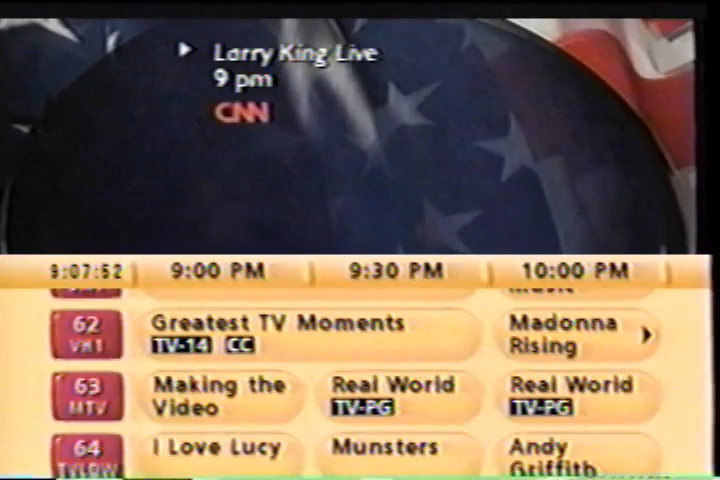 Larry King Live
9 pm
CNN
9:07:52 9:00 PM 9:30 PM 10:00 PM
62 VH1 Greatest TV Moments TV-14 CC Madonna Rising
63 MTV Making the Video Real World TV-PG Real World TV-PG
64 I Love Lucy Munsters Andy Griffith